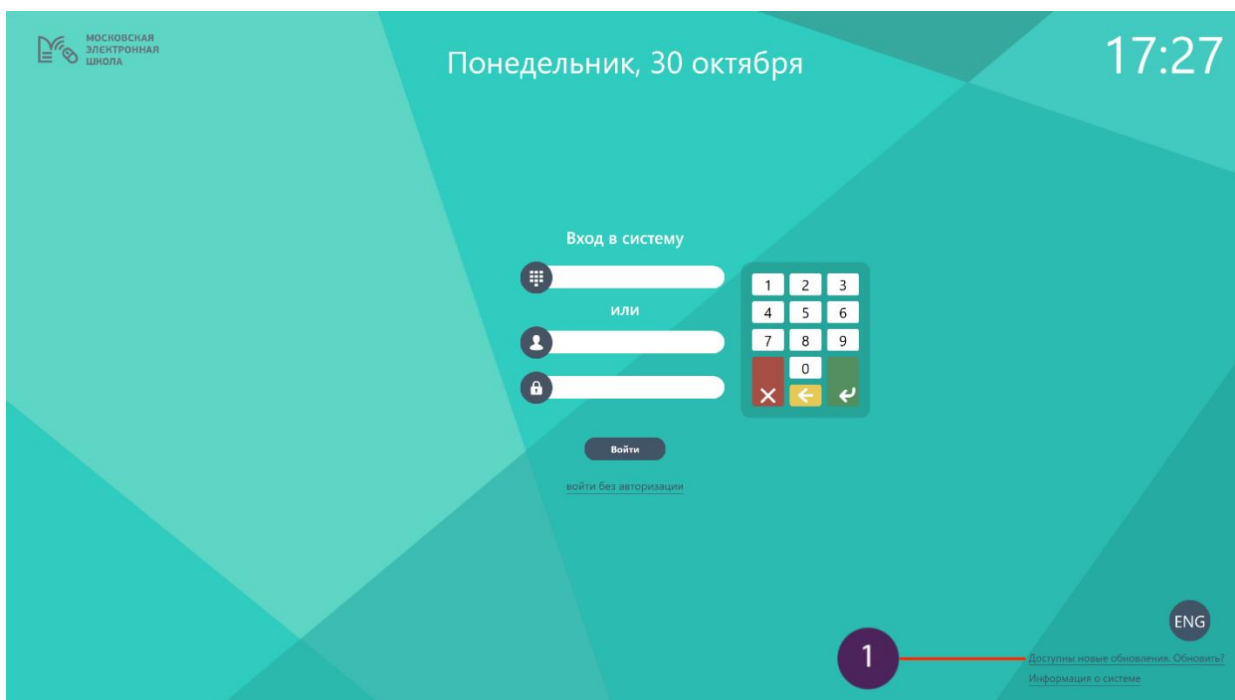 МОСКОВСКАЯ
ЭЛЕКТРОННАЯ
ШКОЛА
Понедельник, 30 октября
17:27
Вход в систему
или
1 2 3
4 5 6
7 8 9
0
Войти
войти без авторизации
ENG
1
Доступны новые обновления. Обновить?
Информация о системе